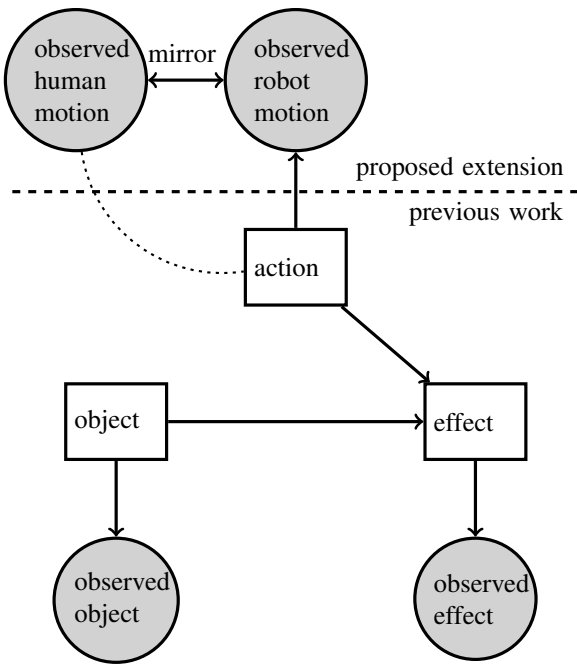 observed
human
motion
mirror
observed
robot
motion
proposed extension
previous work
action
object
effect
observed
object
observed
effect